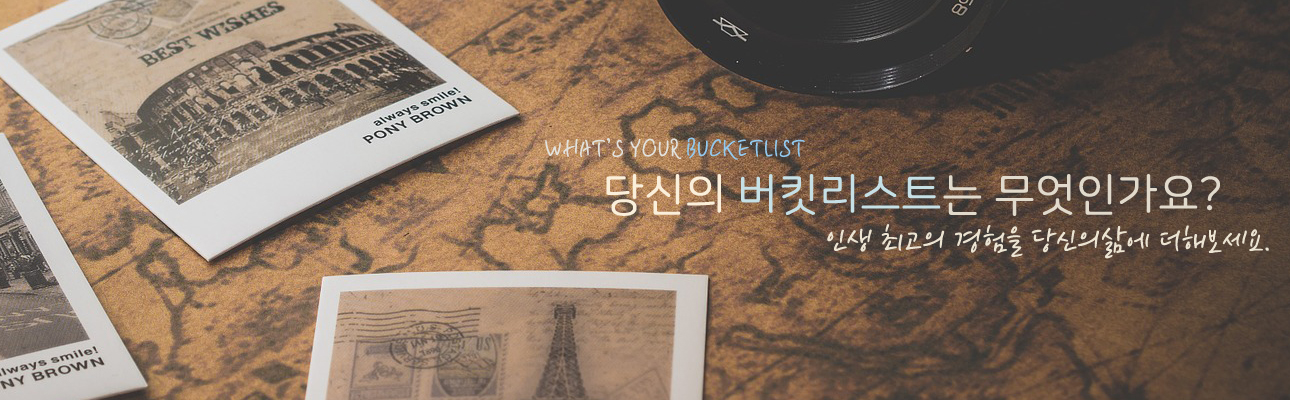 BEST WISHES
always smile!
PONY BROWN
WHAT'S YOUR BUCKETLIST
당신의 버킷리스트는 무엇인가요?
인생 최고의 경험을 당신의삶에 더해보세요.
always smile!
NY BROWN
58